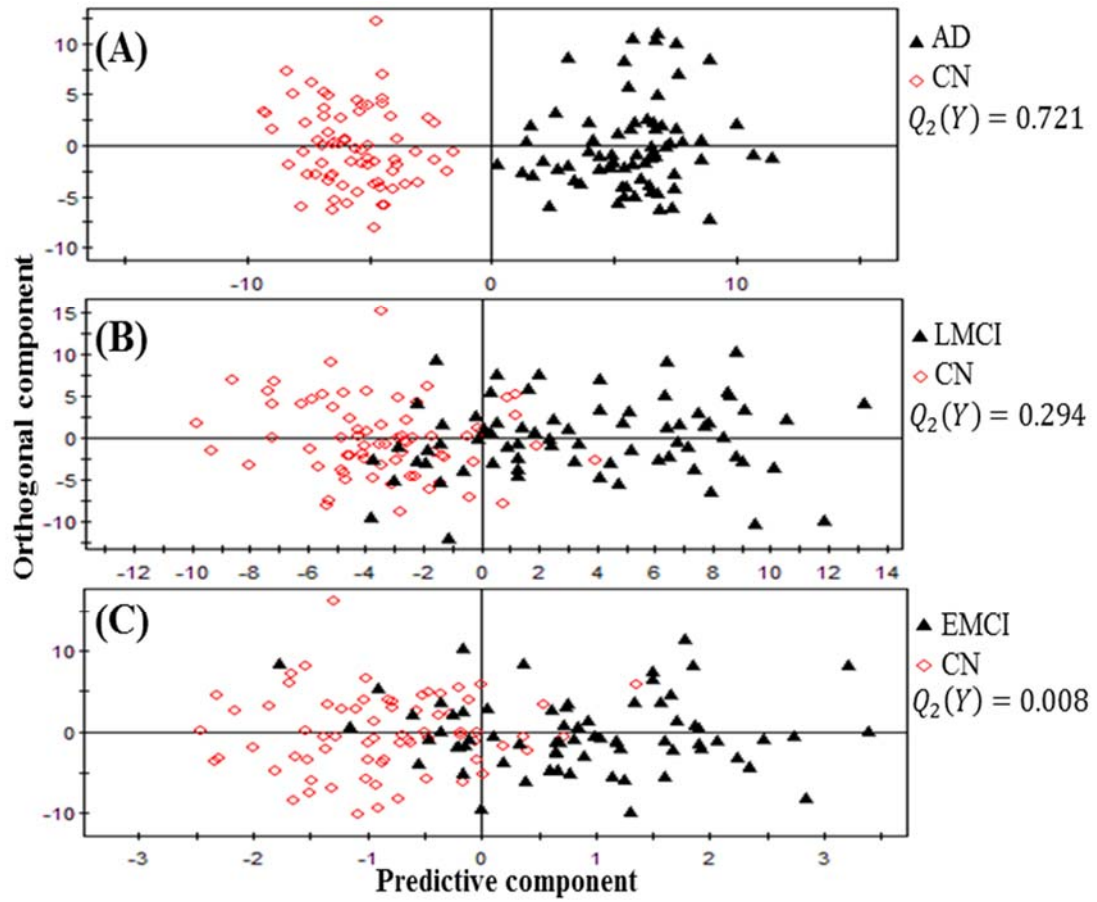 (A)
10
5
0
-5
-10
-10
0
10
AD
CN
Q₂(Y) = 0.721
(B)
15
10
5
0
-5
-10
-12 -10 -8 -6 -4 -2 0 2 4 6 8 10 12 14
LMCI
CN
Q₂(Y) = 0.294
(C)
10
0
-10
-3 -2 -1 0 1 2 3
EMCI
CN
Q₂(Y) = 0.008
Orthogonal component
Predictive component